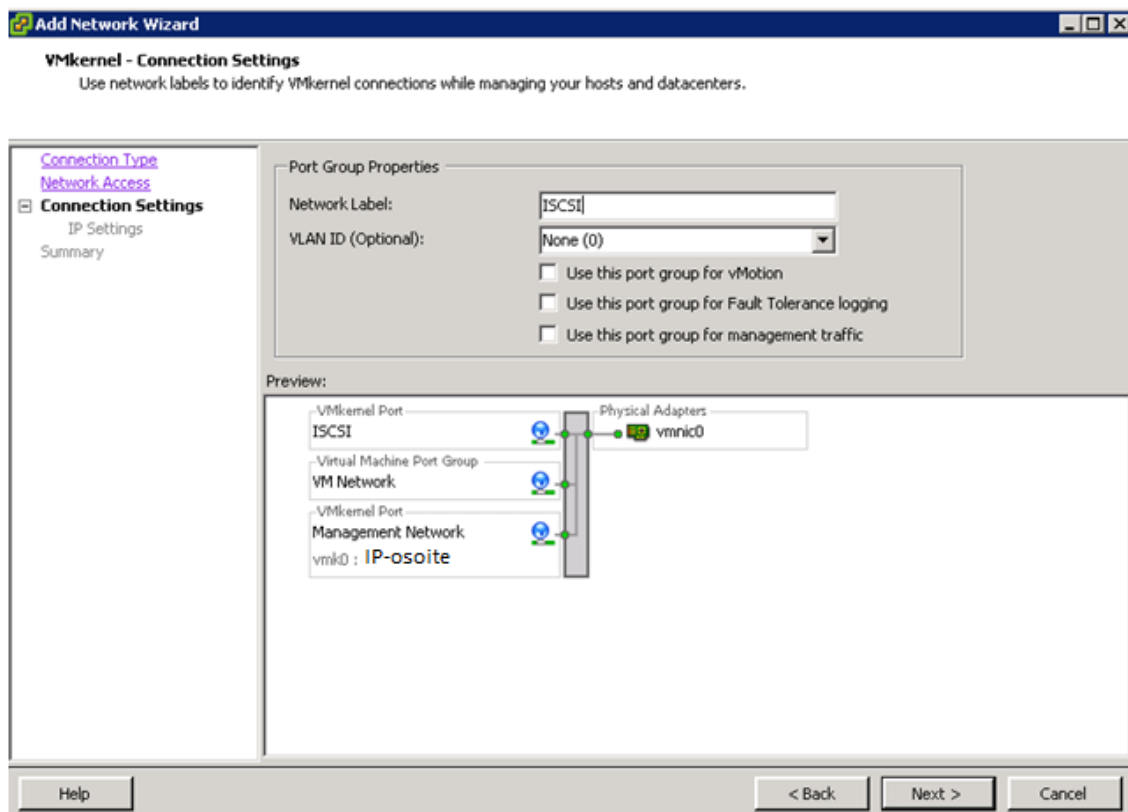 Add Network Wizard
VMkernel - Connection Settings
Use network labels to identify VMkernel connections while managing your hosts and datacenters.
Connection Type
Network Access
Connection Settings
IP Settings
Summary
Port Group Properties
Network Label:
ISCSI
VLAN ID (Optional):
None (0)
Use this port group for vMotion
Use this port group for Fault Tolerance logging
Use this port group for management traffic
Preview:
VMkernel Port
ISCSI
Virtual Machine Port Group
VM Network
VMkernel Port
Management Network
vmk0 : IP-osoite
Physical Adapters
vmnic0
Help
< Back
Next >
Cancel